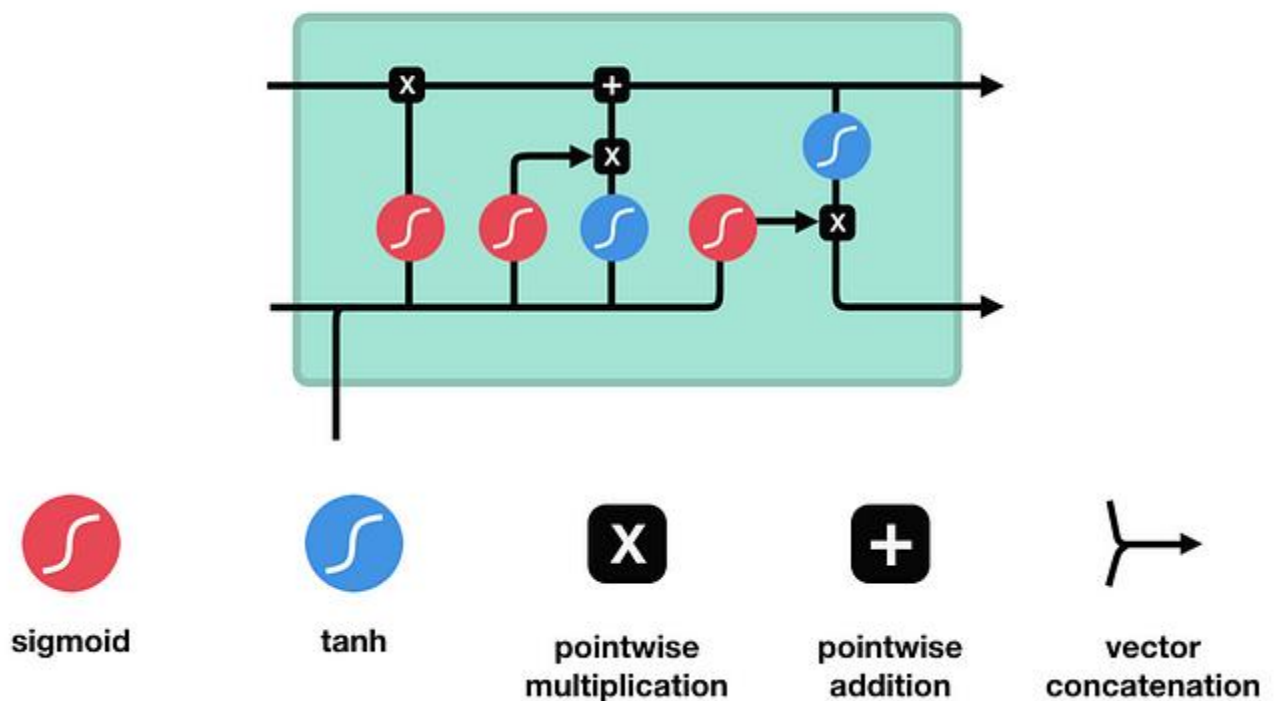 X
+
X
X
X
+
sigmoid
tanh
pointwise
multiplication
pointwise
addition
vector
concatenation